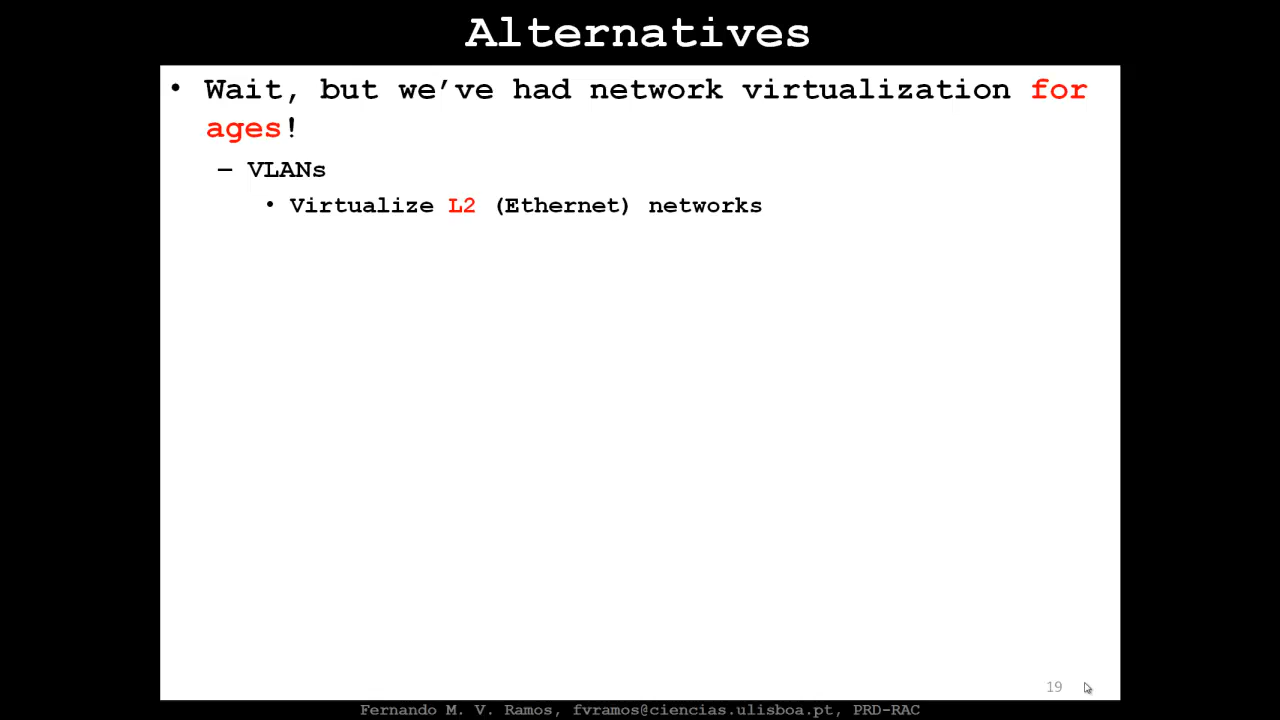 Alternatives
• Wait, but we’ve had network virtualization for
ages!
– VLANs
• Virtualize L2 (Ethernet) networks
19
Fernando M. V. Ramos, fvramos@ciencias.ulisboa.pt, PRD-RAC